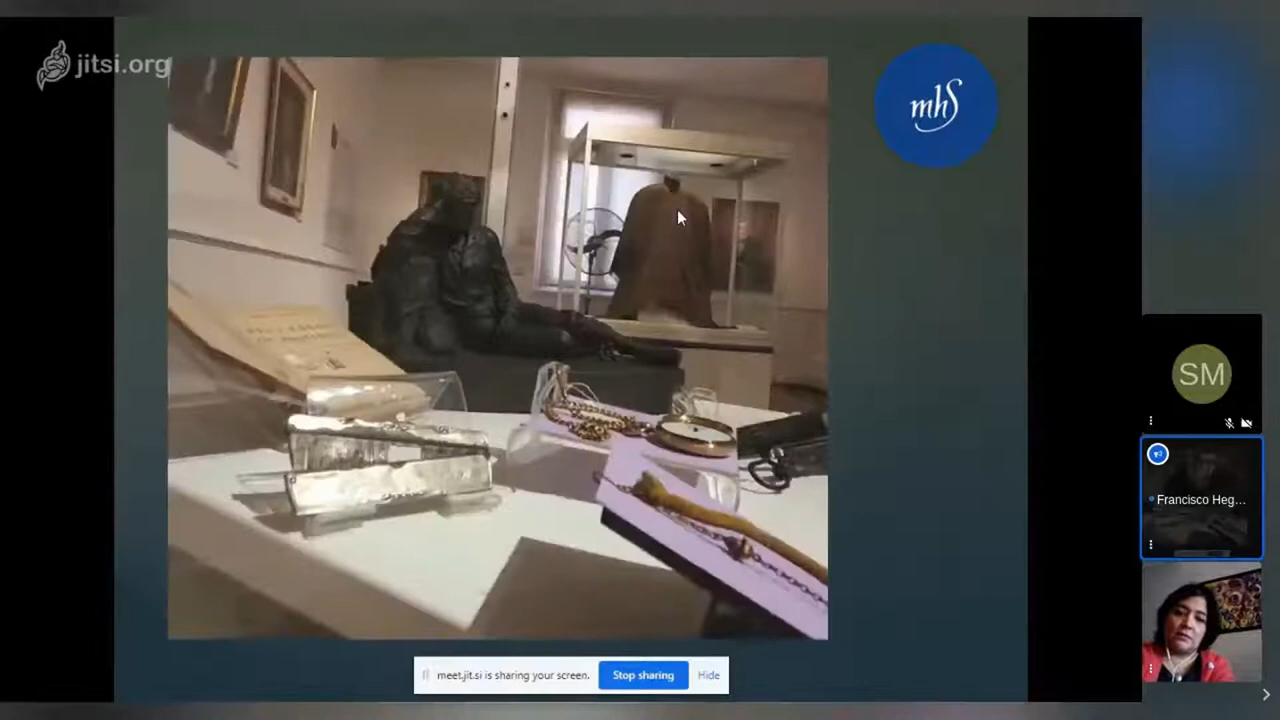 jitsi.org
mhS
SM
Francisco Heg...
meet.jit.si is sharing your screen.
Stop sharing
Hide